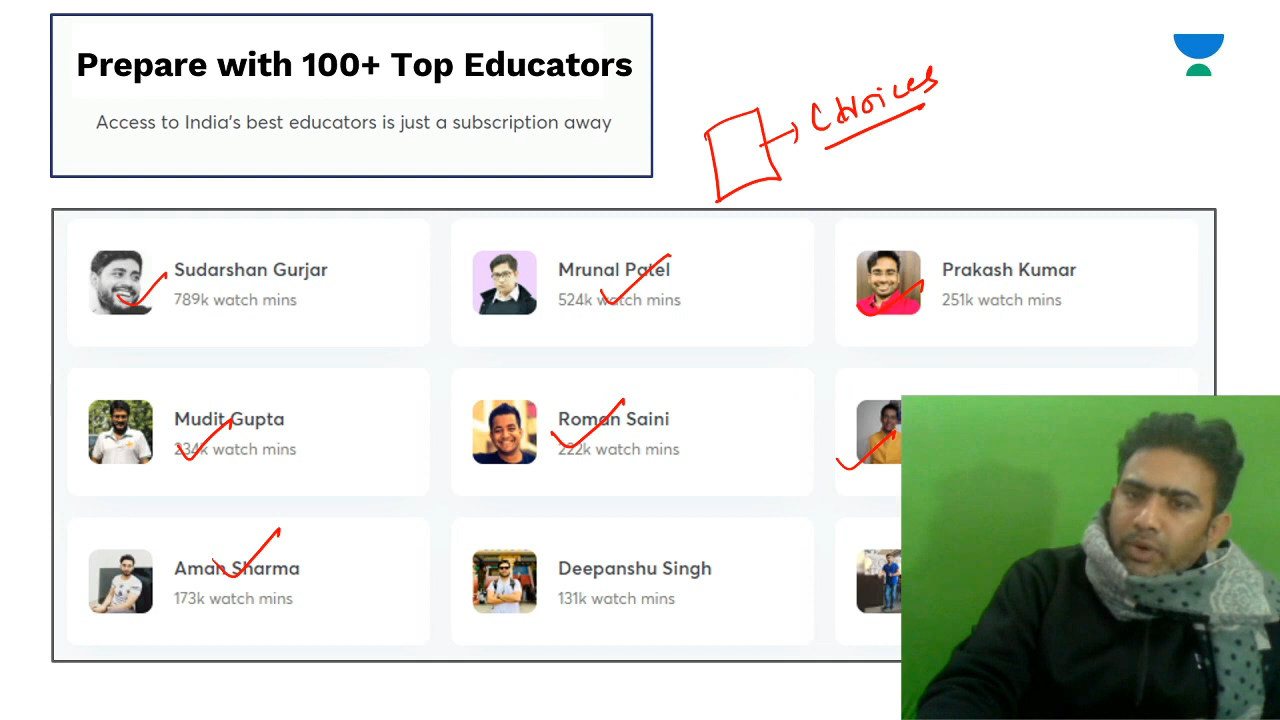 Prepare with 100+ Top Educators
Access to India's best educators is just a subscription away
Choices
Sudarshan Gurjar
789k watch mins
Mrunal Patel
524k watch mins
Prakash Kumar
251k watch mins
Mudit Gupta
234k watch mins
Roman Saini
222k watch mins
Aman Sharma
173k watch mins
Deepanshu Singh
131k watch mins